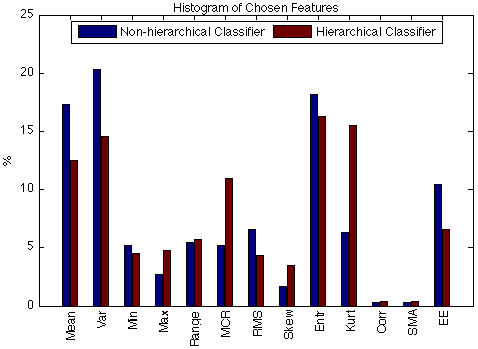 Histogram of Chosen Features
Non-hierarchical Classifier
Hierarchical Classifier
25
20
15
10
5
0
%
Mean
Var
Min
Max
Range
MCR
RMS
Skew
Entr
Kurt
Corr
SMA
EE